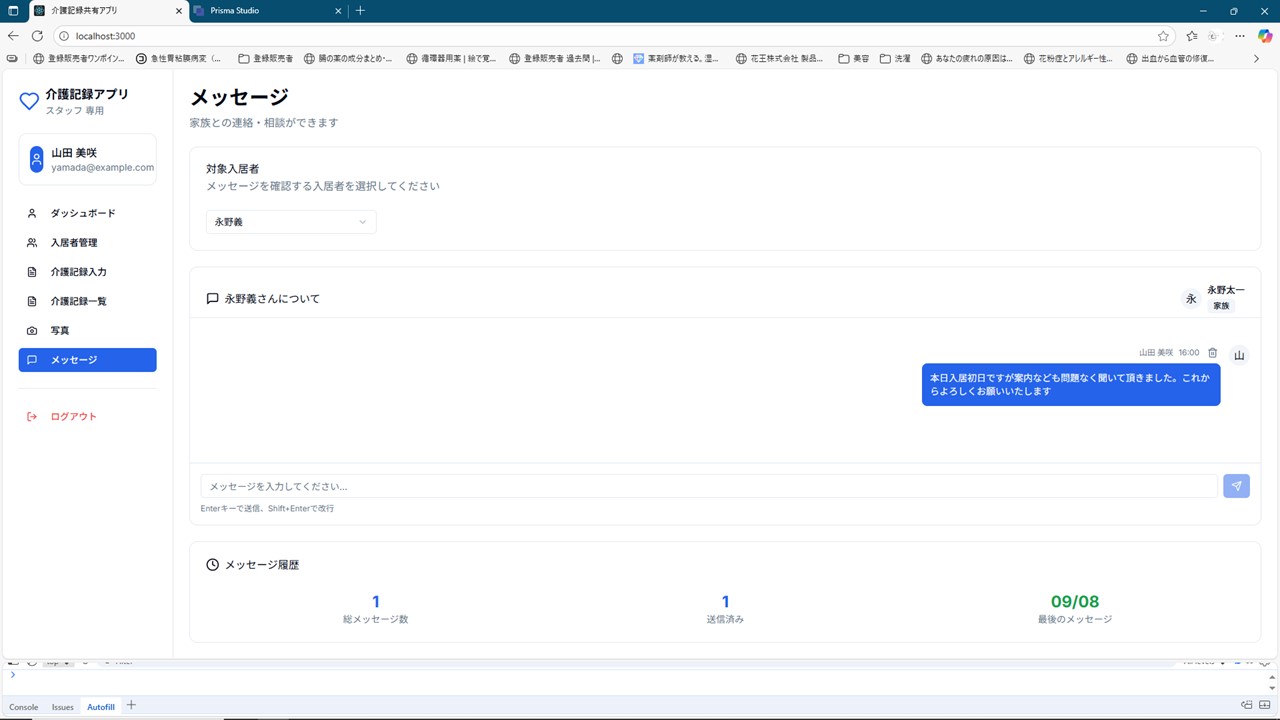 介護記録共有アプリ
Prisma Studio
localhost:3000
登録販売者ワンポイン...
急性胃粘膜病変（...
登録販売者
腸の薬の成分まとめ-...
循環器用薬 | 絵で覚...
登録販売者 過去問 |...
薬剤師が教える。湿...
花王株式会社 製品...
美容
洗濯
あなたの疲れの原因は...
花粉症とアレルギー性...
出血から血管の修復...
介護記録アプリ
スタッフ 専用
山田 美咲
yamada@example.com
ダッシュボード
入居者管理
介護記録入力
介護記録一覧
写真
メッセージ
ログアウト
メッセージ
家族との連絡・相談ができます
対象入居者
メッセージを確認する入居者を選択してください
永野義
永野義さんについて
永
永野太一
家族
山田 美咲 16:00
山
本日入居初日ですが案内なども問題なく聞いて頂きました。これか
らよろしくお願いいたします
メッセージを入力してください...
Enterキーで送信、Shift+Enterで改行
メッセージ履歴
1
総メッセージ数
1
送信済み
09/08
最後のメッセージ
Console
Issues
Autofill